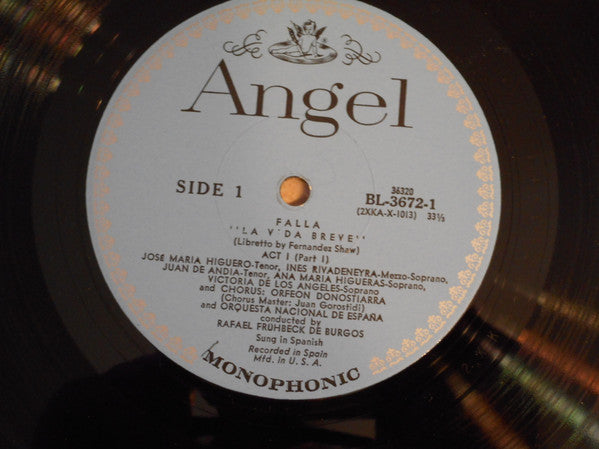 Angel
SIDE 1
36320
BL-3672-1
(2XKA-X-1013) 33⅓
FALLA
"LA V DA BREVE"
(Libretto by Fernandez Shaw)
ACT I (Part I)
JOSE MARIA HIGUERO-Tenor, INES RIVADENEYRA-Mezzo-Soprano,
JUAN DE ANDIA-Tenor, ANA MARIA HIGUERAS-Soprano,
VICTORIA DE LOS ANGELES-Soprano
and CHORUS: ORFEON DONOSTIARRA
(Chorus Master: Juan Gorostidi)
and ORQUESTA NACIONAL DE ESPAÑA
conducted by
RAFAEL FRÜHBECK DE BURGOS
Sung in Spanish
Recorded in Spain
Mfd. in U. S. A.
MONOPHONIC